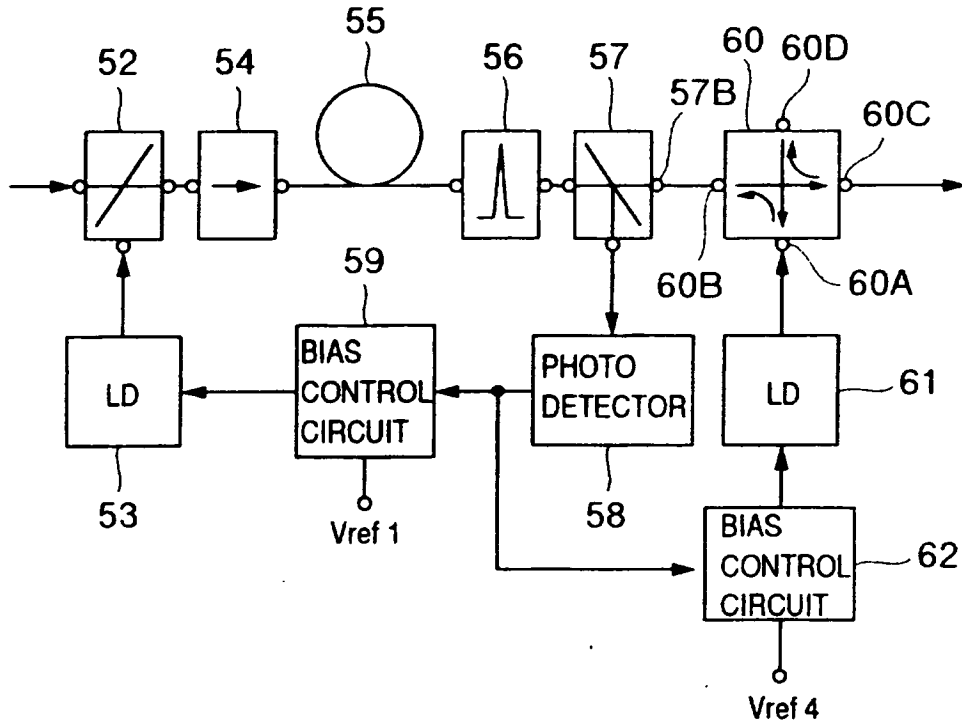 55
52
54
56
57
60
60D
57B
60C
59
60B
60A
BIAS
CONTROL
CIRCUIT
LD
PHOTO
DETECTOR
LD
61
53
Vref 1
58
BIAS
CONTROL
CIRCUIT
62
Vref 4